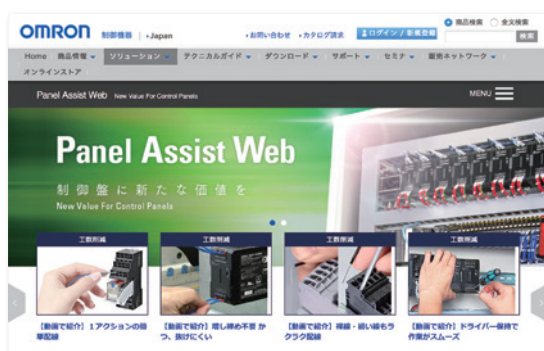 OMRON 制御機器 Japan ・お問い合わせ ・カタログ請求 ログイン / 新規登録 商品検索 全文検索
検索
Home 商品情報 ソリューション テクニカルガイド ダウンロード サポート セミナ 販売ネットワーク
オンラインストア
Panel Assist Web New Value For Control Panels MENU
Panel Assist Web
制御盤に新たな価値を
New Value For Control Panels
工数削減 工数削減 工数削減 工数削減
【動画で紹介】1アクションの簡単配線
【動画で紹介】増し締め不要 かつ、抜けにくい
【動画で紹介】棒線・細い線もラクラク配線
【動画で紹介】ドライバー保持で作業がスムーズ